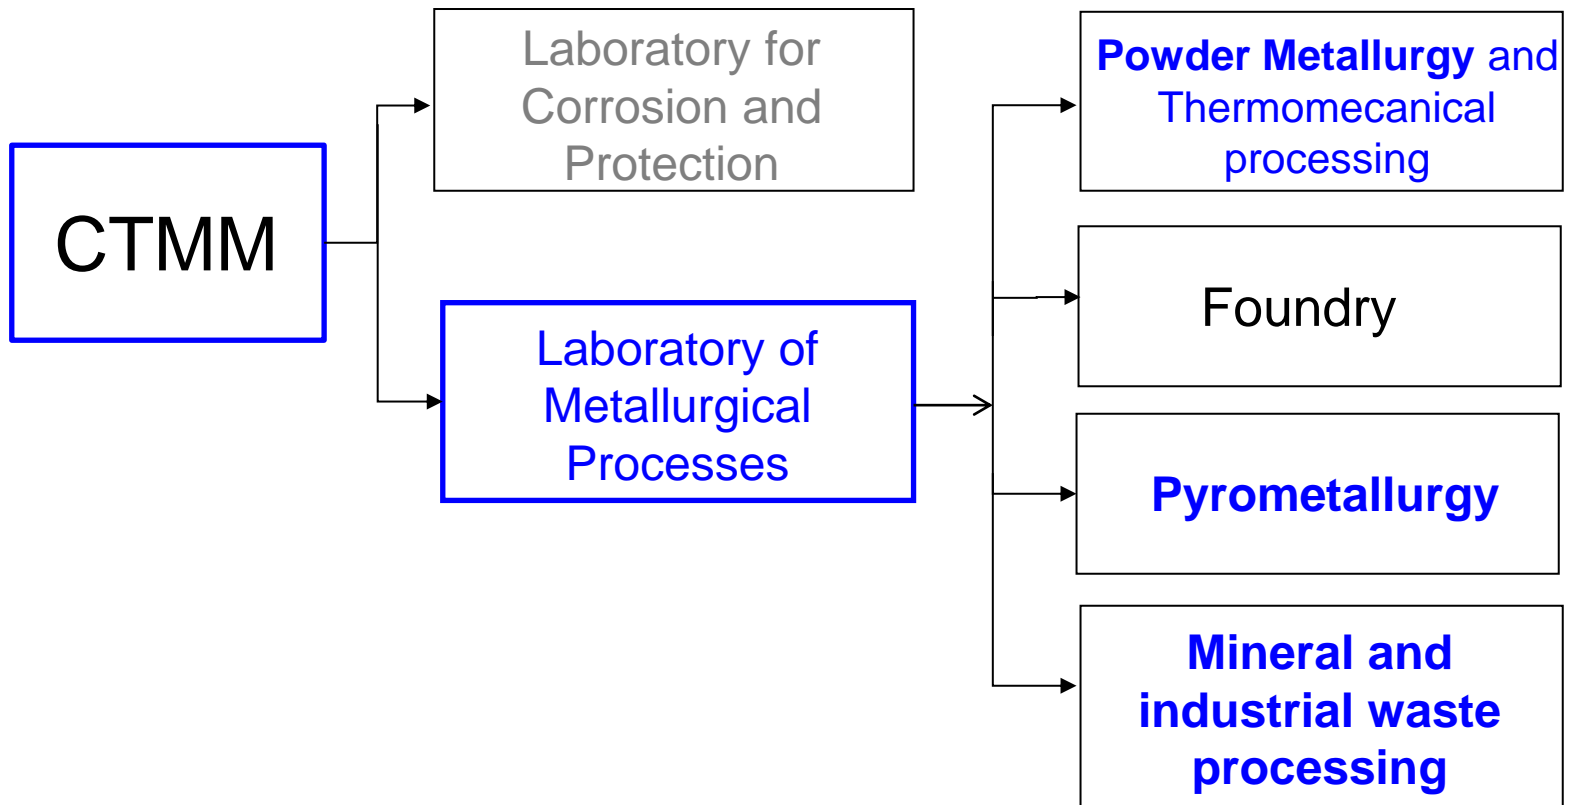 CTMM
Laboratory for
Corrosion and
Protection
Laboratory of
Metallurgical
Processes
Powder Metallurgy and
Thermomecanical
processing
Foundry
Pyrometallurgy
Mineral and
industrial waste
processing